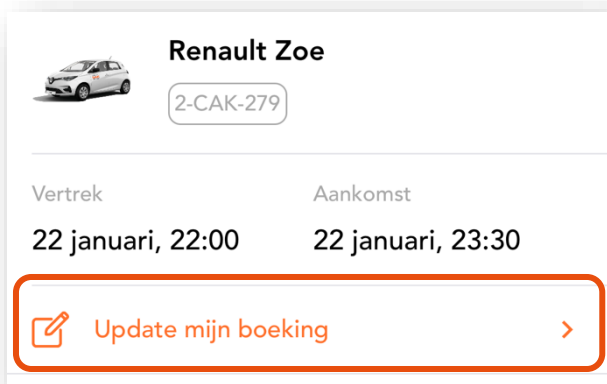 Renault Zoe
2-CAK-279
Vertrek
Aankomst
22 januari, 22:00
22 januari, 23:30
Update mijn boeking